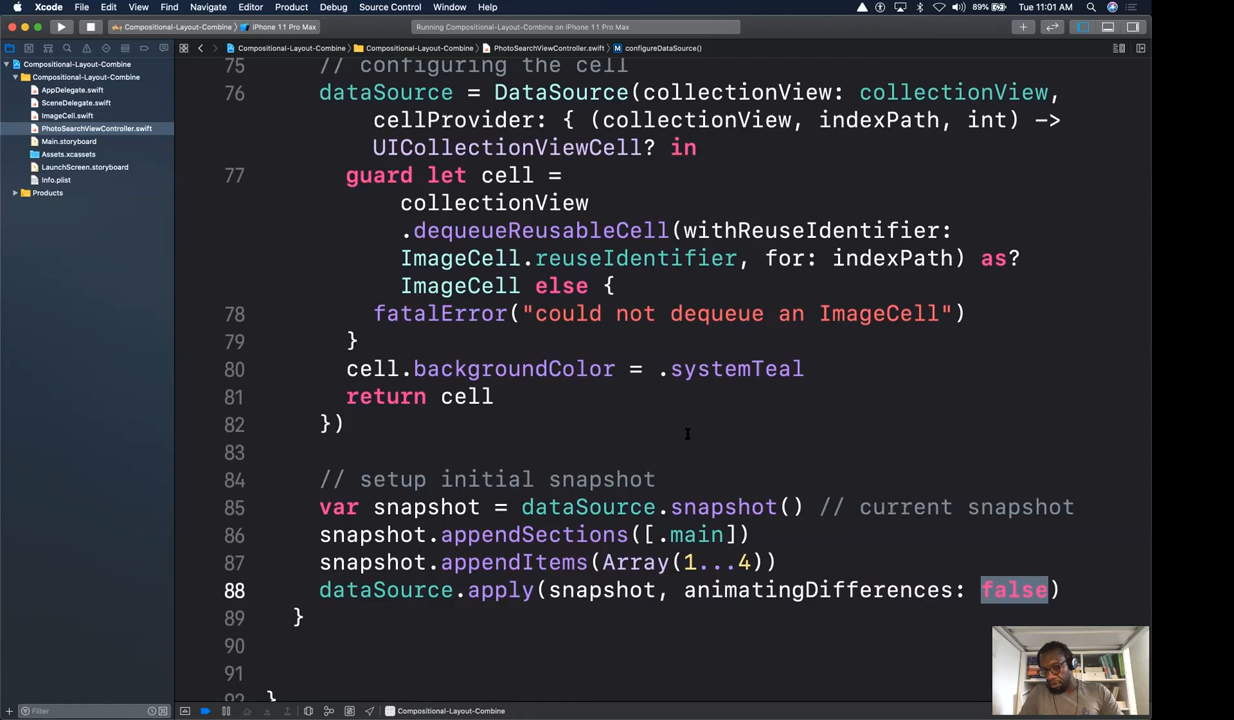 Xcode File Edit View Find Navigate Editor Product Debug Source Control Window Help 89% Tue 11:01 AM
Compositional-Layout-Combine iPhone 11 Pro Max Running Compositional-Layout-Combine on iPhone 11 Pro Max
Compositional-Layout-Combine Compositional-Layout-Combine PhotoSearchViewController.swift M configureDataSource()
Compositional-Layout-Combine
Compositional-Layout-Combine
AppDelegate.swift
SceneDelegate.swift
ImageCell.swift
PhotoSearchViewController.swift
Main.storyboard
Assets.xcassets
LaunchScreen.storyboard
Info.plist
Products
75 // configuring the cell
76 dataSource = DataSource(collectionView: collectionView,
cellProvider: { (collectionView, indexPath, int) ->
UICollectionViewCell? in
77 guard let cell =
collectionView
.dequeueReusableCell(withReuseIdentifier:
ImageCell.reuseIdentifier, for: indexPath) as?
ImageCell else {
78 fatalError("could not dequeue an ImageCell")
79 }
80 cell.backgroundColor = .systemTeal
81 return cell
82 })
83
84 // setup initial snapshot
85 var snapshot = dataSource.snapshot() // current snapshot
86 snapshot.appendSections([.main])
87 snapshot.appendItems(Array(1...4))
88 dataSource.apply(snapshot, animatingDifferences: false)
89 }
90
91
92 }
Filter
Compositional-Layout-Combine